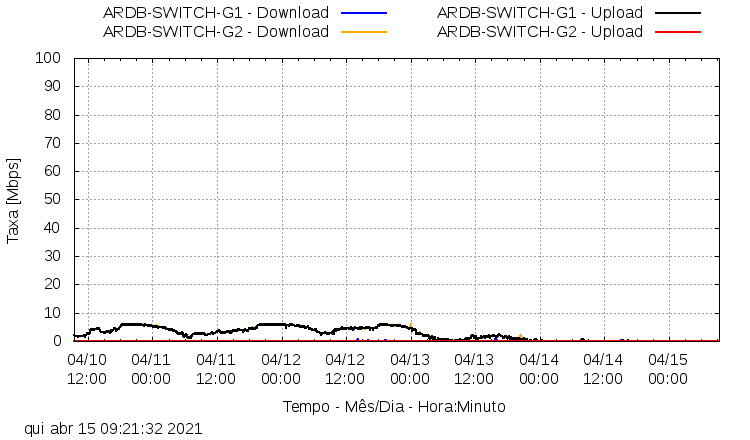 ARDB-SWITCH-G1 - Download ARDB-SWITCH-G1 - Upload
ARDB-SWITCH-G2 - Download ARDB-SWITCH-G2 - Upload
Taxa [Mbps]
100
90
80
70
60
50
40
30
20
10
0
04/10 04/11 04/11 04/12 04/12 04/13 04/13 04/14 04/14 04/15
12:00 00:00 12:00 00:00 12:00 00:00 12:00 00:00 12:00 00:00
Tempo - Mês/Dia - Hora:Minuto
qui abr 15 09:21:32 2021